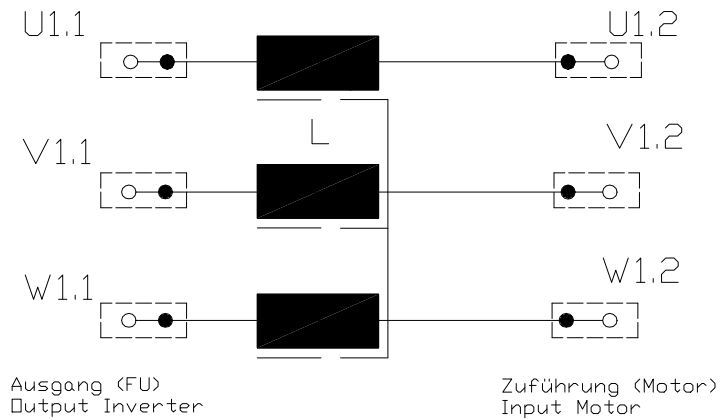 U1.1
U1.2
L
V1.1
V1.2
W1.1
W1.2
Ausgang (FU)
Output Inverter
Zuführung (Motor)
Input Motor